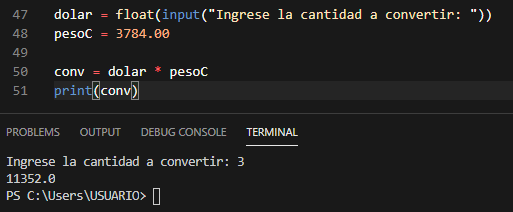 47 dolar = float(input("Ingrese la cantidad a convertir: "))
48 pesoC = 3784.00
49
50 conv = dolar * pesoC
51 print(conv)
PROBLEMS OUTPUT DEBUG CONSOLE TERMINAL
Ingrese la cantidad a convertir: 3
11352.0
PS C:\Users\USUARIO>